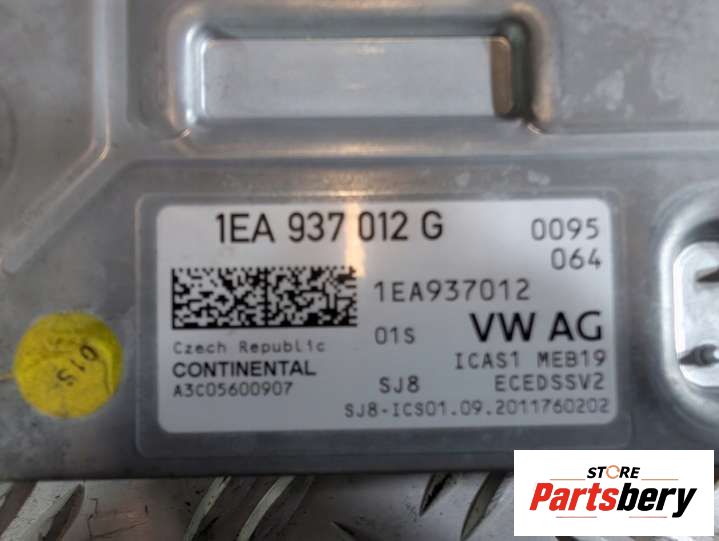 1EA 937 012 G
0095
064
1EA937012
01S
VW AG
Czech Republic
CONTINENTAL
A3C05600907
ICAS1 MEB19
SJ8
ECEDSSV2
SJ8-ICS01.09.2011760202
01S
STORE
Partsbery